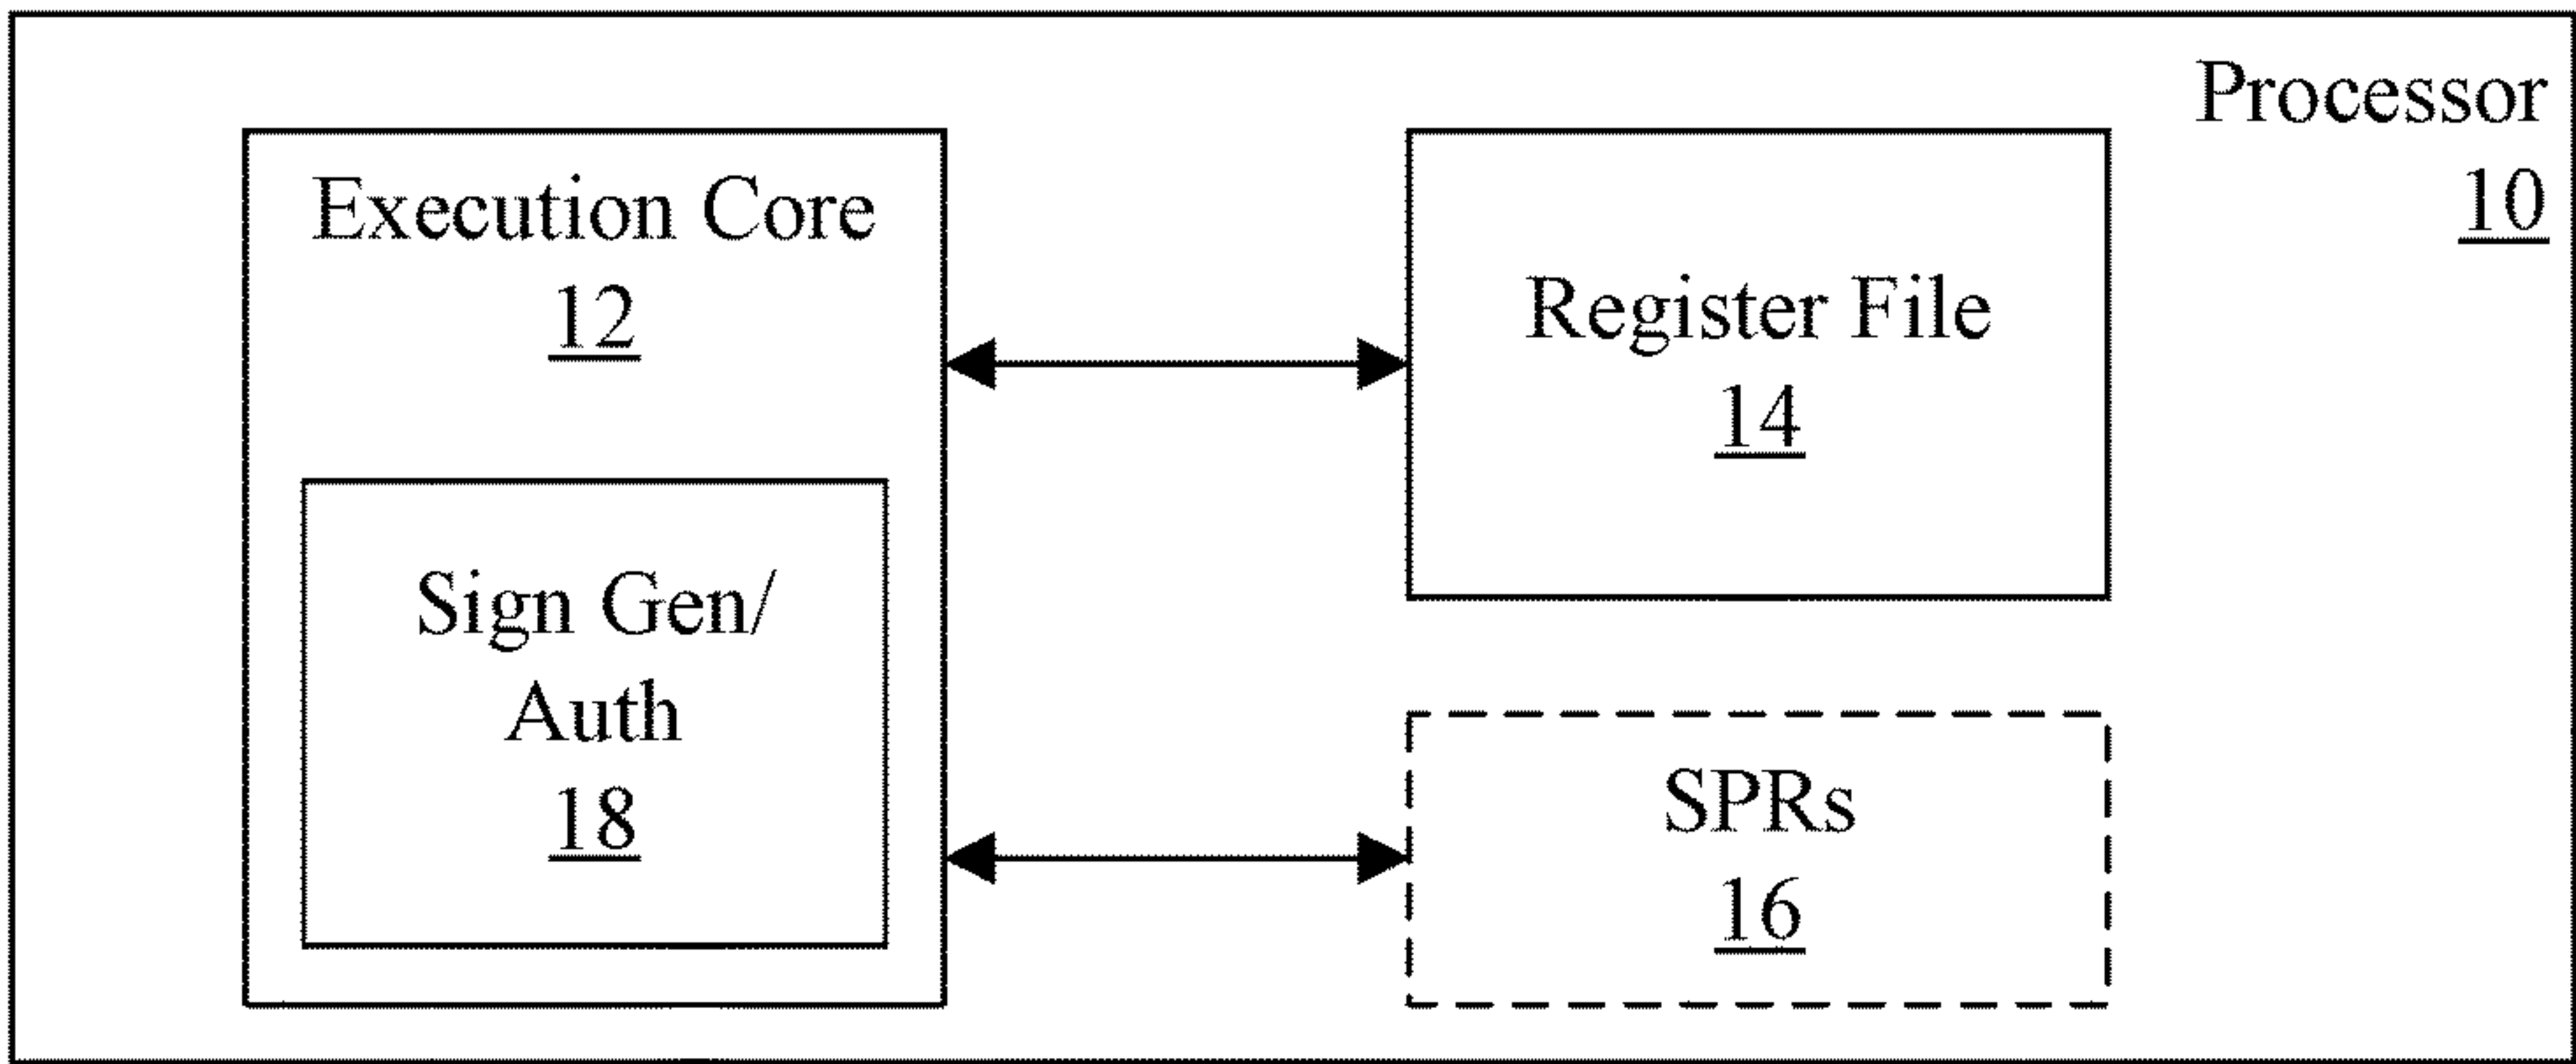 Processor
10
Execution Core
12
Register File
14
Sign Gen/
Auth
18
SPRs
16